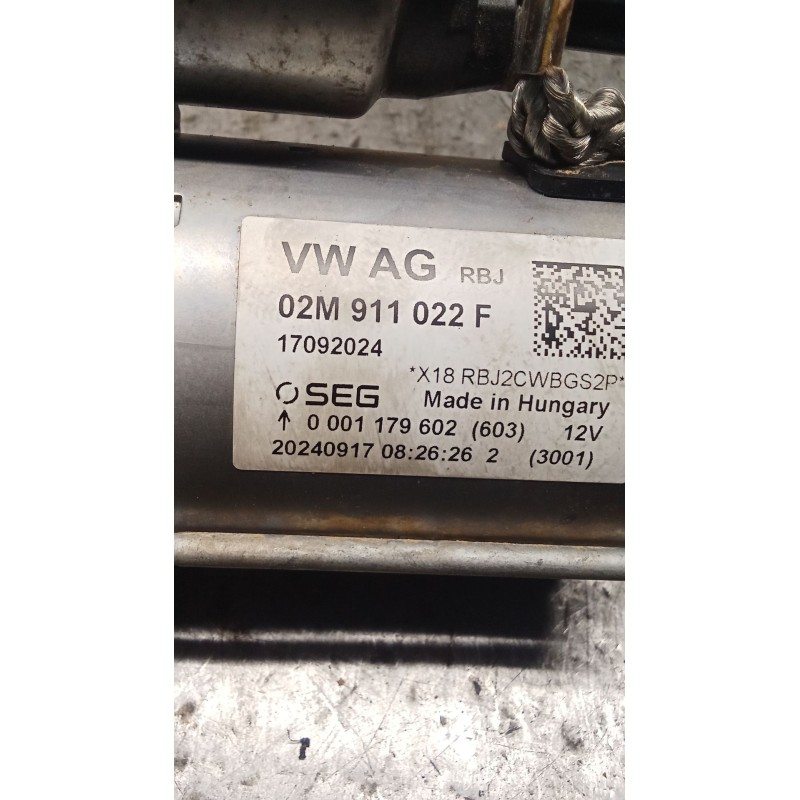 VW AG RBJ
02M 911 022 F
17092024
*X18 RBJ2CWBGS2P*
SEG Made in Hungary
↑ 0 001 179 602 (603) 12V
20240917 08:26:26 2 (3001)